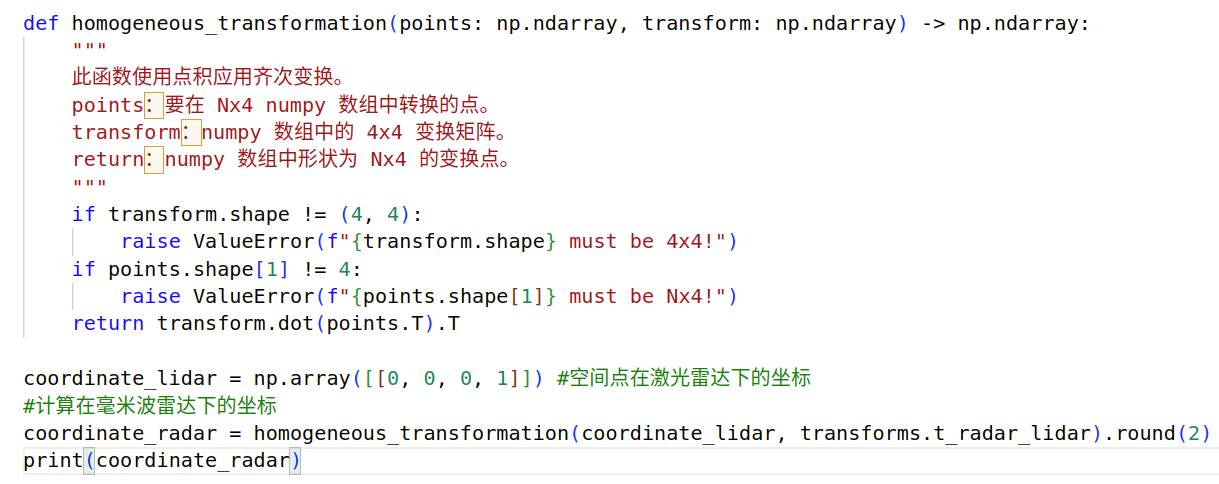 def homogeneous_transformation(points: np.ndarray, transform: np.ndarray) -> np.ndarray:
"""
此函数使用点积应用齐次变换。
points：要在 Nx4 numpy 数组中转换的点。
transform：numpy 数组中的 4x4 变换矩阵。
return：numpy 数组中形状为 Nx4 的变换点。
"""
if transform.shape != (4, 4):
raise ValueError(f"{transform.shape} must be 4x4!")
if points.shape[1] != 4:
raise ValueError(f"{points.shape[1]} must be Nx4!")
return transform.dot(points.T).T
coordinate_lidar = np.array([[0, 0, 0, 1]]) #空间点在激光雷达下的坐标
#计算在毫米波雷达下的坐标
coordinate_radar = homogeneous_transformation(coordinate_lidar, transforms.t_radar_lidar).round(2)
print(coordinate_radar)